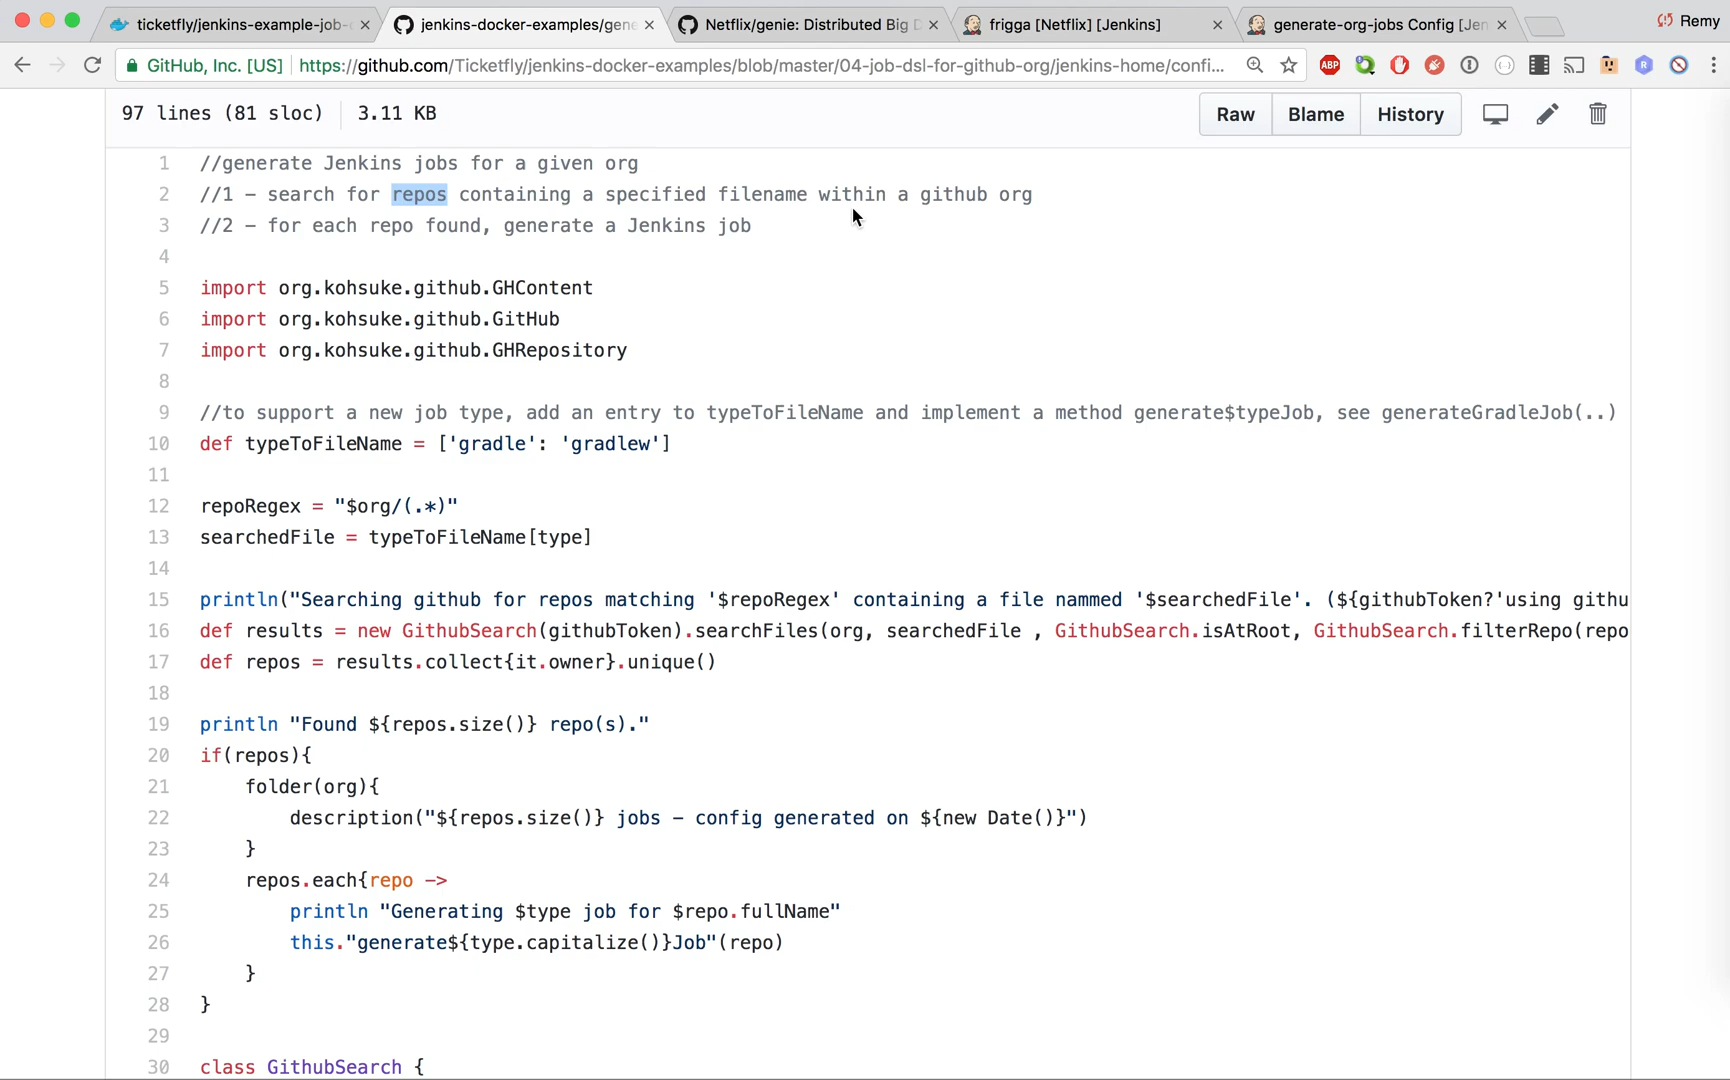 ticketfly/jenkins-example-job- jenkins-docker-examples/gene Netflix/genie: Distributed Big D frigga [Netflix] [Jenkins] generate-org-jobs Config [Jen Remy
GitHub, Inc. [US] https://github.com/Ticketfly/jenkins-docker-examples/blob/master/04-job-dsl-for-github-org/jenkins-home/confi... ABP
97 lines (81 sloc) 3.11 KB Raw Blame History
1 //generate Jenkins jobs for a given org
2 //1 – search for repos containing a specified filename within a github org
3 //2 – for each repo found, generate a Jenkins job
4
5 import org.kohsuke.github.GHContent
6 import org.kohsuke.github.GitHub
7 import org.kohsuke.github.GHRepository
8
9 //to support a new job type, add an entry to typeToFileName and implement a method generate$typeJob, see generateGradleJob(..)
10 def typeToFileName = ['gradle': 'gradlew']
11
12 repoRegex = "$org/(.*)"
13 searchedFile = typeToFileName[type]
14
15 println("Searching github for repos matching '$repoRegex' containing a file nammed '$searchedFile'. (${githubToken?'using githu
16 def results = new GithubSearch(githubToken).searchFiles(org, searchedFile , GithubSearch.isAtRoot, GithubSearch.filterRepo(repo
17 def repos = results.collect{it.owner}.unique()
18
19 println "Found ${repos.size()} repo(s)."
20 if(repos){
21 folder(org){
22 description("${repos.size()} jobs – config generated on ${new Date()}")
23 }
24 repos.each{repo ->
25 println "Generating $type job for $repo.fullName"
26 this."generate${type.capitalize()}Job"(repo)
27 }
28 }
29
30 class GithubSearch {